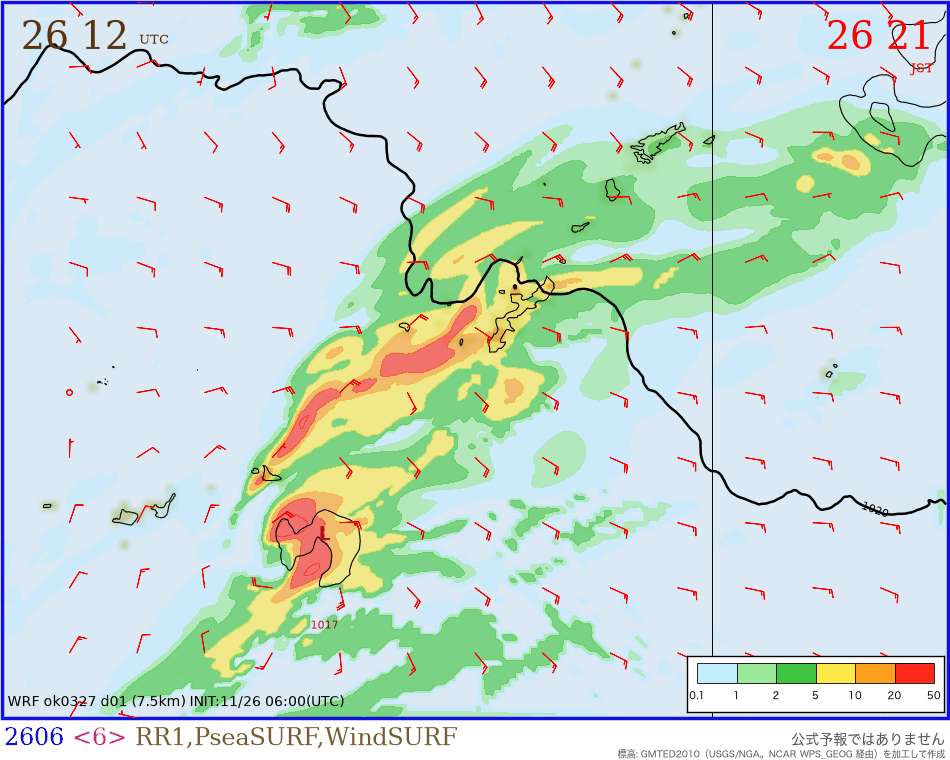 26 12 UTC
26 21
JST
1020
L
1017
WRF ok0327 d01 (7.5km) INIT:11/26 06:00(UTC)
0.1 1 2 5 10 20 50
2606 <6> RR1,PseaSURF,WindSURF
公式予報ではありません
標高: GMTED2010（USGS/NGA。NCAR WPS_GEOG 経由）を加工して作成